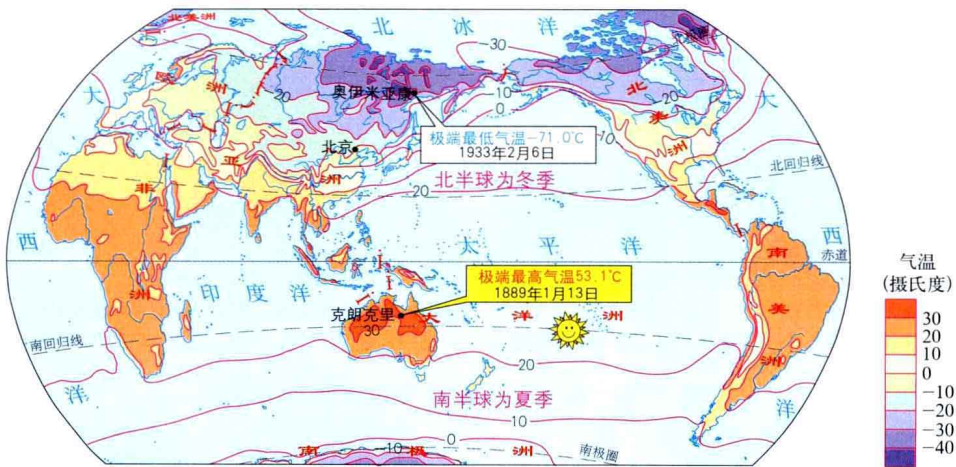 北美洲
北 冰 洋
-30
大
洲
20
奥伊米亚康
-10
0
北
20
美
洲
大
极端最低气温-71.0℃
1933年2月6日
北京
亚
洲
北回归线
非
20
北半球为冬季
西
太 平 洋
西
赤道
南
洲
印 度 洋
极端最高气温53.1℃
1889年1月13日
克朗克里
30
大 洋 洲
美
洲
南回归线
20
洋
南半球为夏季
洋
10
0
南 极 洲
-10
南极圈
气温
(摄氏度)
30
20
10
0
-10
-20
-30
-40